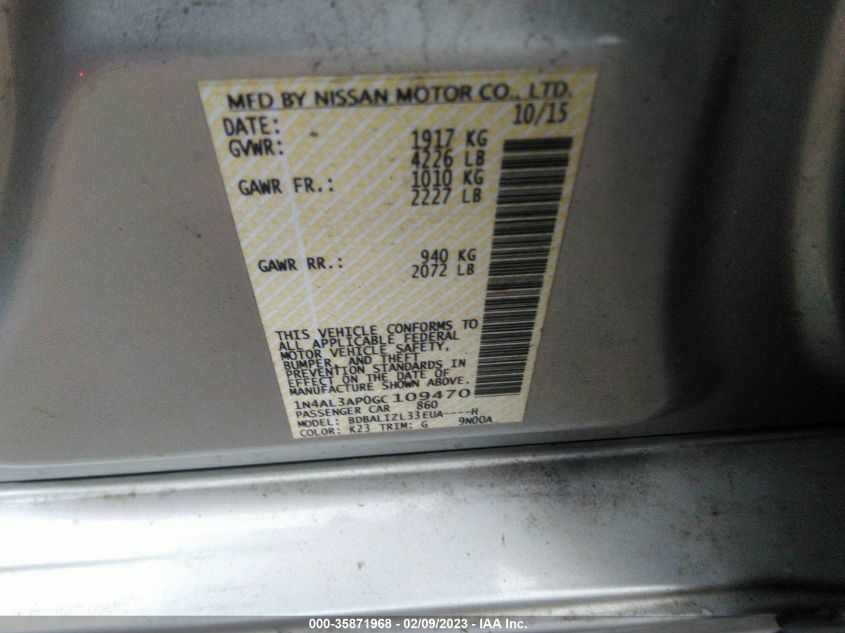 MFD BY NISSAN MOTOR CO., LTD.
DATE: 10/15
GVWR: 1917 KG
4226 LB
GAWR FR.: 1010 KG
2227 LB
GAWR RR.: 940 KG
2072 LB
THIS VEHICLE CONFORMS TO
ALL APPLICABLE FEDERAL
MOTOR VEHICLE SAFETY,
BUMPER, AND THEFT
PREVENTION STANDARDS IN
EFFECT ON THE DATE OF
MANUFACTURE SHOWN ABOVE.
1N4AL3AP0GC109470
PASSENGER CAR 860
MODEL: BDBALIZL33EUA----H
COLOR: K23 TRIM: G 9N00A
000-35871968 - 02/09/2023 - IAA Inc.